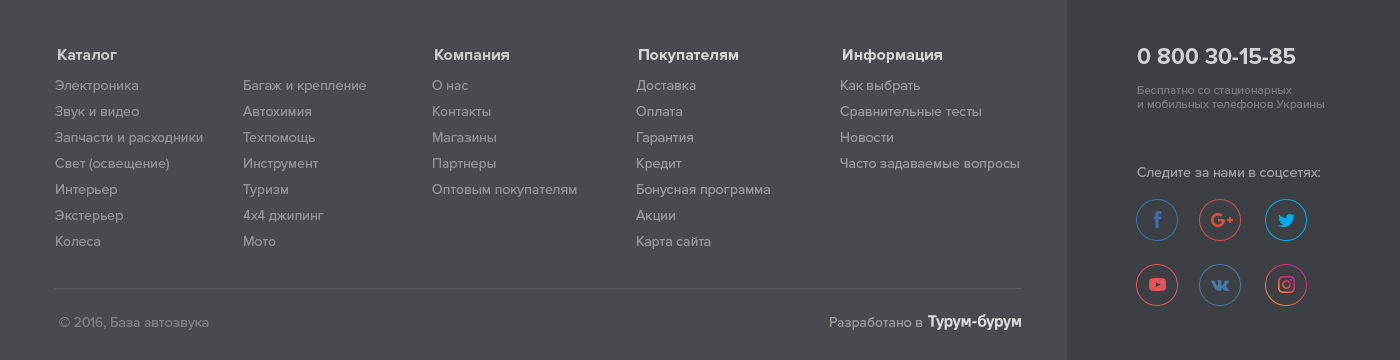 Каталог
Электроника
Звук и видео
Запчасти и расходники
Свет (освещение)
Интерьер
Экстерьер
Колеса
Багаж и крепление
Автохимия
Техпомощь
Инструмент
Туризм
4х4 джипинг
Мото
Компания
О нас
Контакты
Магазины
Партнеры
Оптовым покупателям
Покупателям
Доставка
Оплата
Гарантия
Кредит
Бонусная программа
Акции
Карта сайта
Информация
Как выбрать
Сравнительные тесты
Новости
Часто задаваемые вопросы
© 2016, База автозвука
Разработано в Турум-бурум
0 800 30-15-85
Бесплатно со стационарных
и мобильных телефонов Украины
Следите за нами в соцсетях: